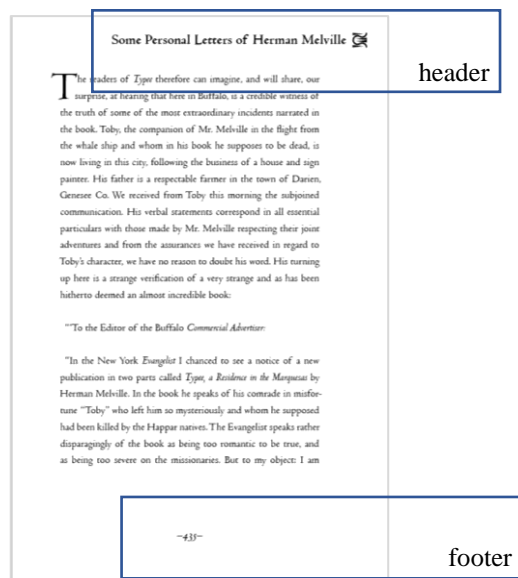 Some Personal Letters of Herman Melville
header
The readers of Typee therefore can imagine, and will share, our
surprise, at hearing that here in Buffalo, is a credible witness of
the truth of some of the most extraordinary incidents narrated in
the book. Toby, the companion of Mr. Melville in the flight from
the whale ship and whom in his book he supposes to be dead, is
now living in this city, following the business of a house and sign
painter. His father is a respectable farmer in the town of Darien,
Genesee Co. We received from Toby this morning the subjoined
communication. His verbal statements correspond in all essential
particulars with those made by Mr. Melville respecting their joint
adventures and from the assurances we have received in regard to
Toby's character, we have no reason to doubt his word. His turning
up here is a strange verification of a very strange and as has been
hitherto deemed an almost incredible book:
"'To the Editor of the Buffalo Commercial Advertiser:
"In the New York Evangelist I chanced to see a notice of a new
publication in two parts called Typee, a Residence in the Marquesas by
Herman Melville. In the book he speaks of his comrade in misfor-
tune "Toby" who left him so mysteriously and whom he supposed
had been killed by the Happar natives. The Evangelist speaks rather
disparagingly of the book as being too romantic to be true, and
as being too severe on the missionaries. But to my object: I am
–435–
footer